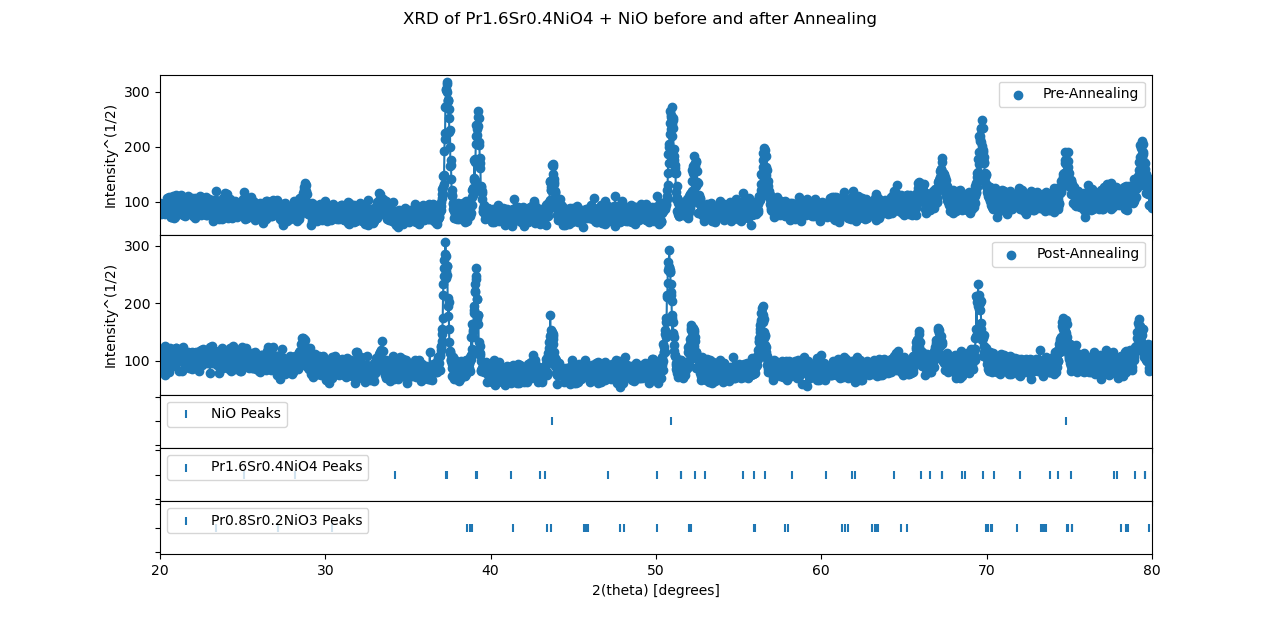 XRD of Pr1.6Sr0.4NiO4 + NiO before and after Annealing
300
200
100
Intensity^(1/2)
Pre-Annealing
300
200
100
Intensity^(1/2)
Post-Annealing
NiO Peaks
Pr1.6Sr0.4NiO4 Peaks
Pr0.8Sr0.2NiO3 Peaks
20 30 40 50 60 70 80
2(theta) [degrees]